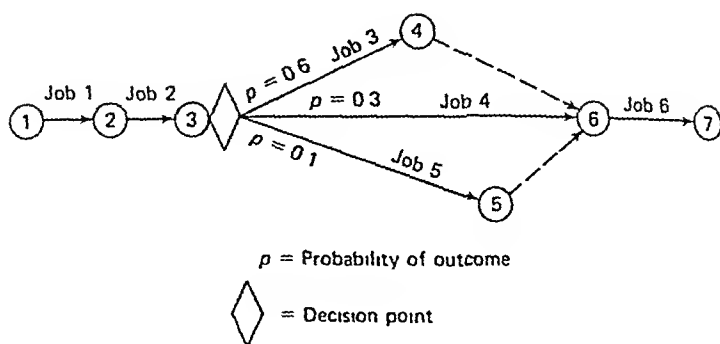 4
Job 3
p = 0 6
Job 1
Job 2
p = 0 3
Job 4
Job 6
1
2
3
6
7
p = 0 1
Job 5
5
p = Probability of outcome
= Decision point